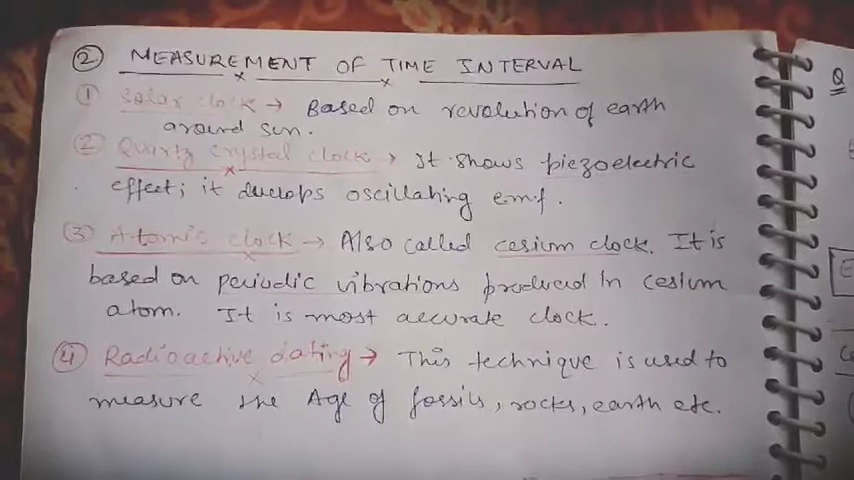 ② MEASUREMENT OF TIME INTERVAL
① Solar clock → Based on revolution of earth
around sun.
② Quartz crystal clock → It shows piezoelectric
effect; it develops oscillating emf.
③ Atomic clock → Also called cesium clock. It is
based on periodic vibrations produced in cesium
atom. It is most accurate clock.
④ Radioactive dating → This technique is used to
measure the Age of fossils, rocks, earth etc.
Q